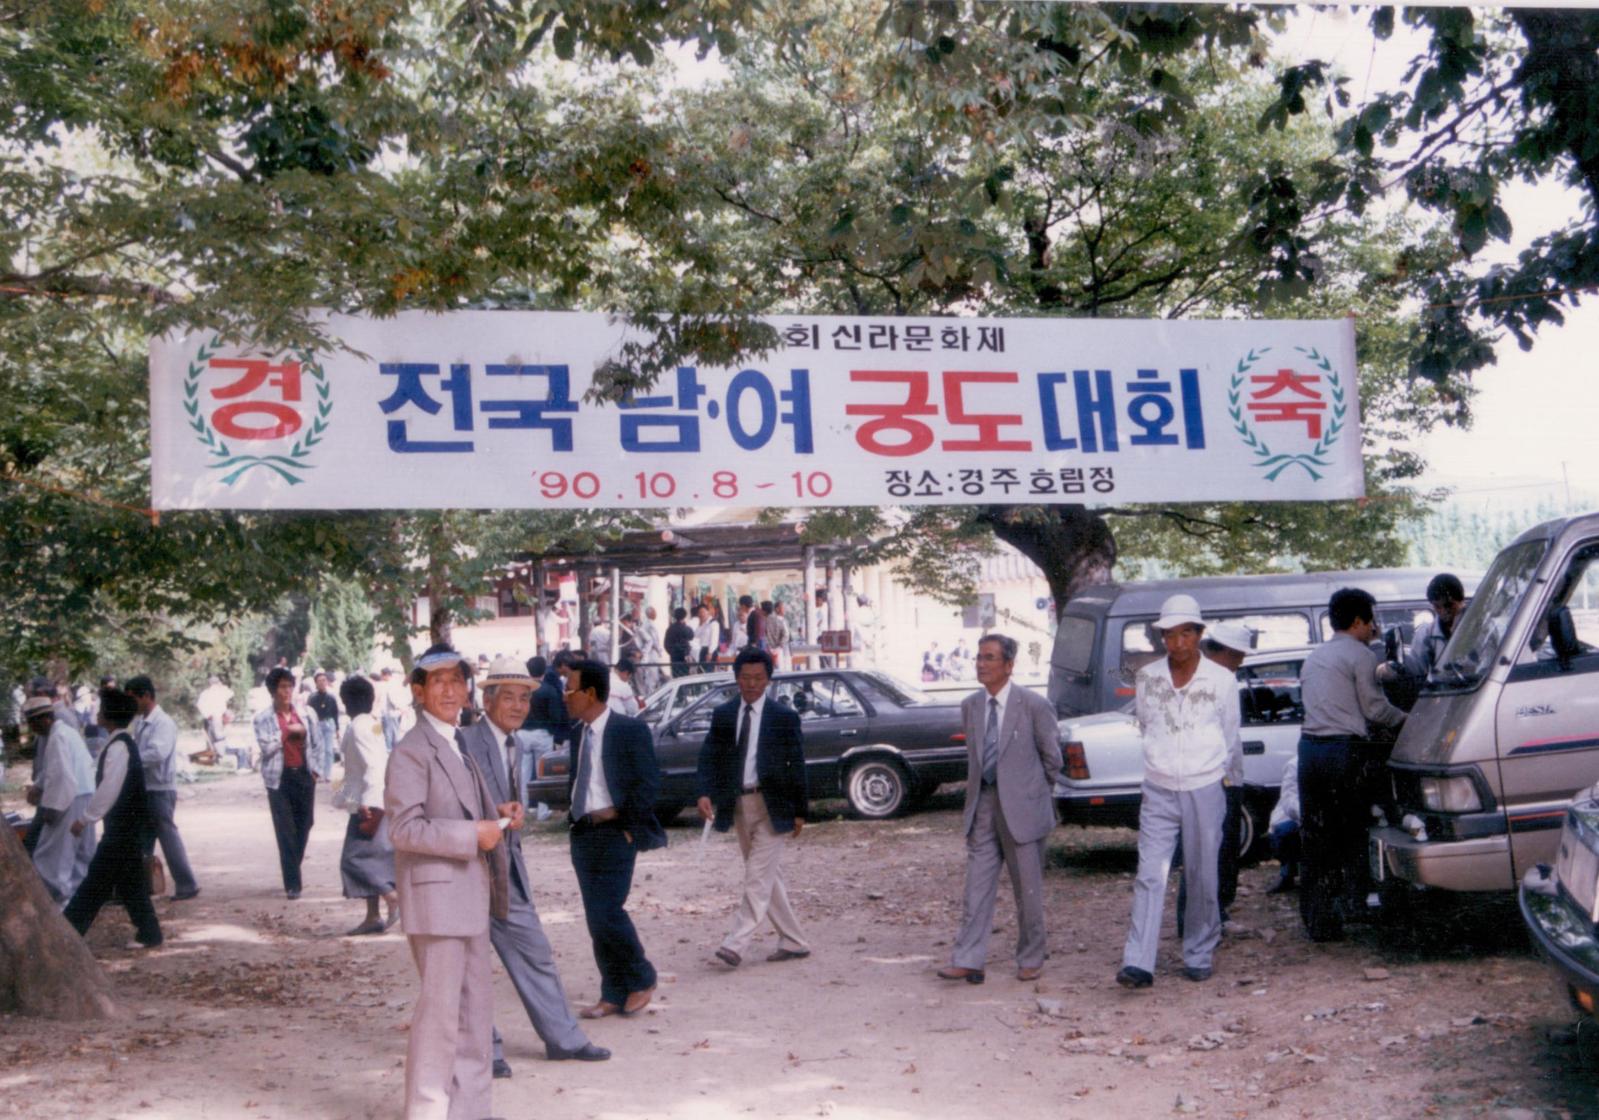 회 신라문화제
경 전국 남·여 궁도대회 축
'90.10.8-10 장소:경주 호림정
BESTA